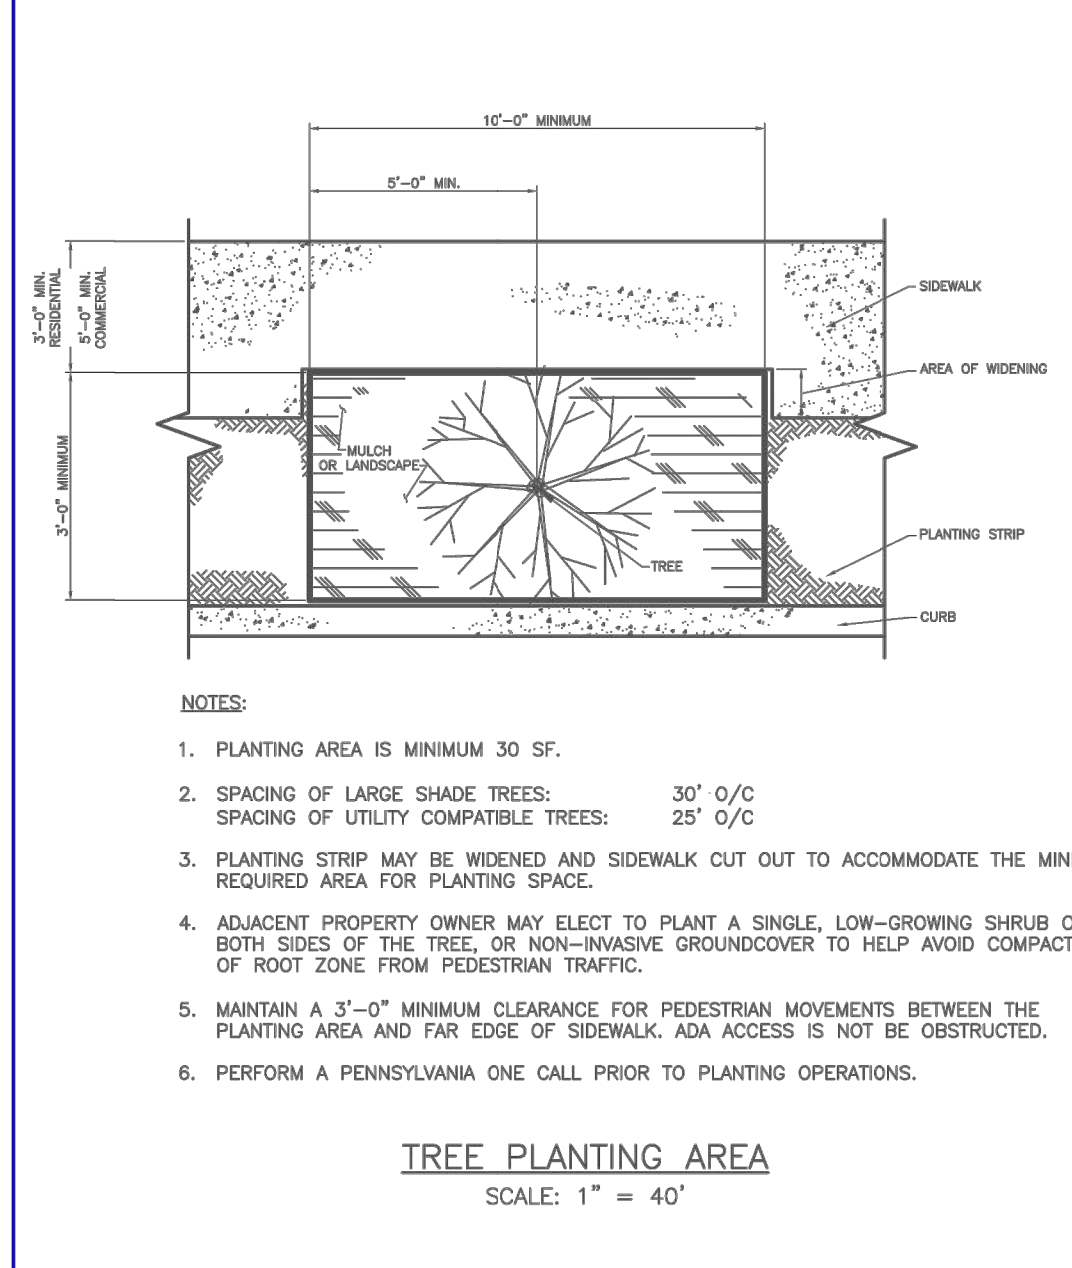 10'-0" MINIMUM
5'-0" MIN.
3'-0" MIN.
RESIDENTIAL
5'-0" MIN.
COMMERCIAL
SIDEWALK
AREA OF WIDENING
3'-0" MINIMUM
MULCH
OR LANDSCAPE
PLANTING STRIP
TREE
CURB
NOTES:
1. PLANTING AREA IS MINIMUM 30 SF.
2. SPACING OF LARGE SHADE TREES: 30' O/C
SPACING OF UTILITY COMPATIBLE TREES: 25' O/C
3. PLANTING STRIP MAY BE WIDENED AND SIDEWALK CUT OUT TO ACCOMMODATE THE
REQUIRED AREA FOR PLANTING SPACE.
4. ADJACENT PROPERTY OWNER MAY ELECT TO PLANT A SINGLE, LOW-GROWING SHRUB
BOTH SIDES OF THE TREE, OR NON-INVASIVE GROUNDCOVER TO HELP AVOID COMPACT
OF ROOT ZONE FROM PEDESTRIAN TRAFFIC.
5. MAINTAIN A 3'-0" MINIMUM CLEARANCE FOR PEDESTRIAN MOVEMENTS BETWEEN THE
PLANTING AREA AND FAR EDGE OF SIDEWALK. ADA ACCESS IS NOT BE OBSTRUCTED.
6. PERFORM A PENNSYLVANIA ONE CALL PRIOR TO PLANTING OPERATIONS.
TREE PLANTING AREA
SCALE: 1" = 40'